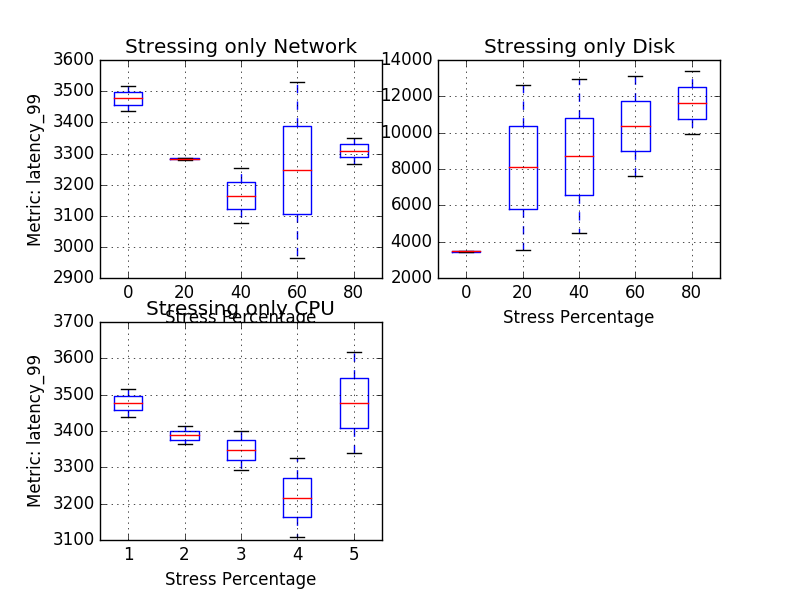 Stressing only Network
Metric: latency_99
3600
3500
3400
3300
3200
3100
3000
2900
0 20 40 60 80
Stress Percentage
Stressing only Disk
14000
12000
10000
8000
6000
4000
2000
0 20 40 60 80
Stress Percentage
Stressing only CPU
Metric: latency_99
3700
3600
3500
3400
3300
3200
3100
1 2 3 4 5
Stress Percentage